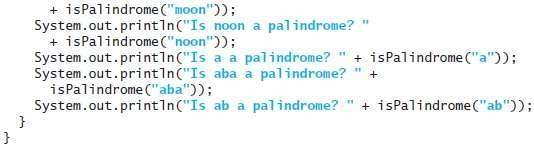 + isPalindrome("moon"));
System.out.println("Is noon a palindrome? "
+ isPalindrome("noon"));
System.out.println("Is a a palindrome? " + isPalindrome("a"));
System.out.println("Is aba a palindrome? " +
isPalindrome("aba"));
System.out.println("Is ab a palindrome? " + isPalindrome("ab"));
}
}